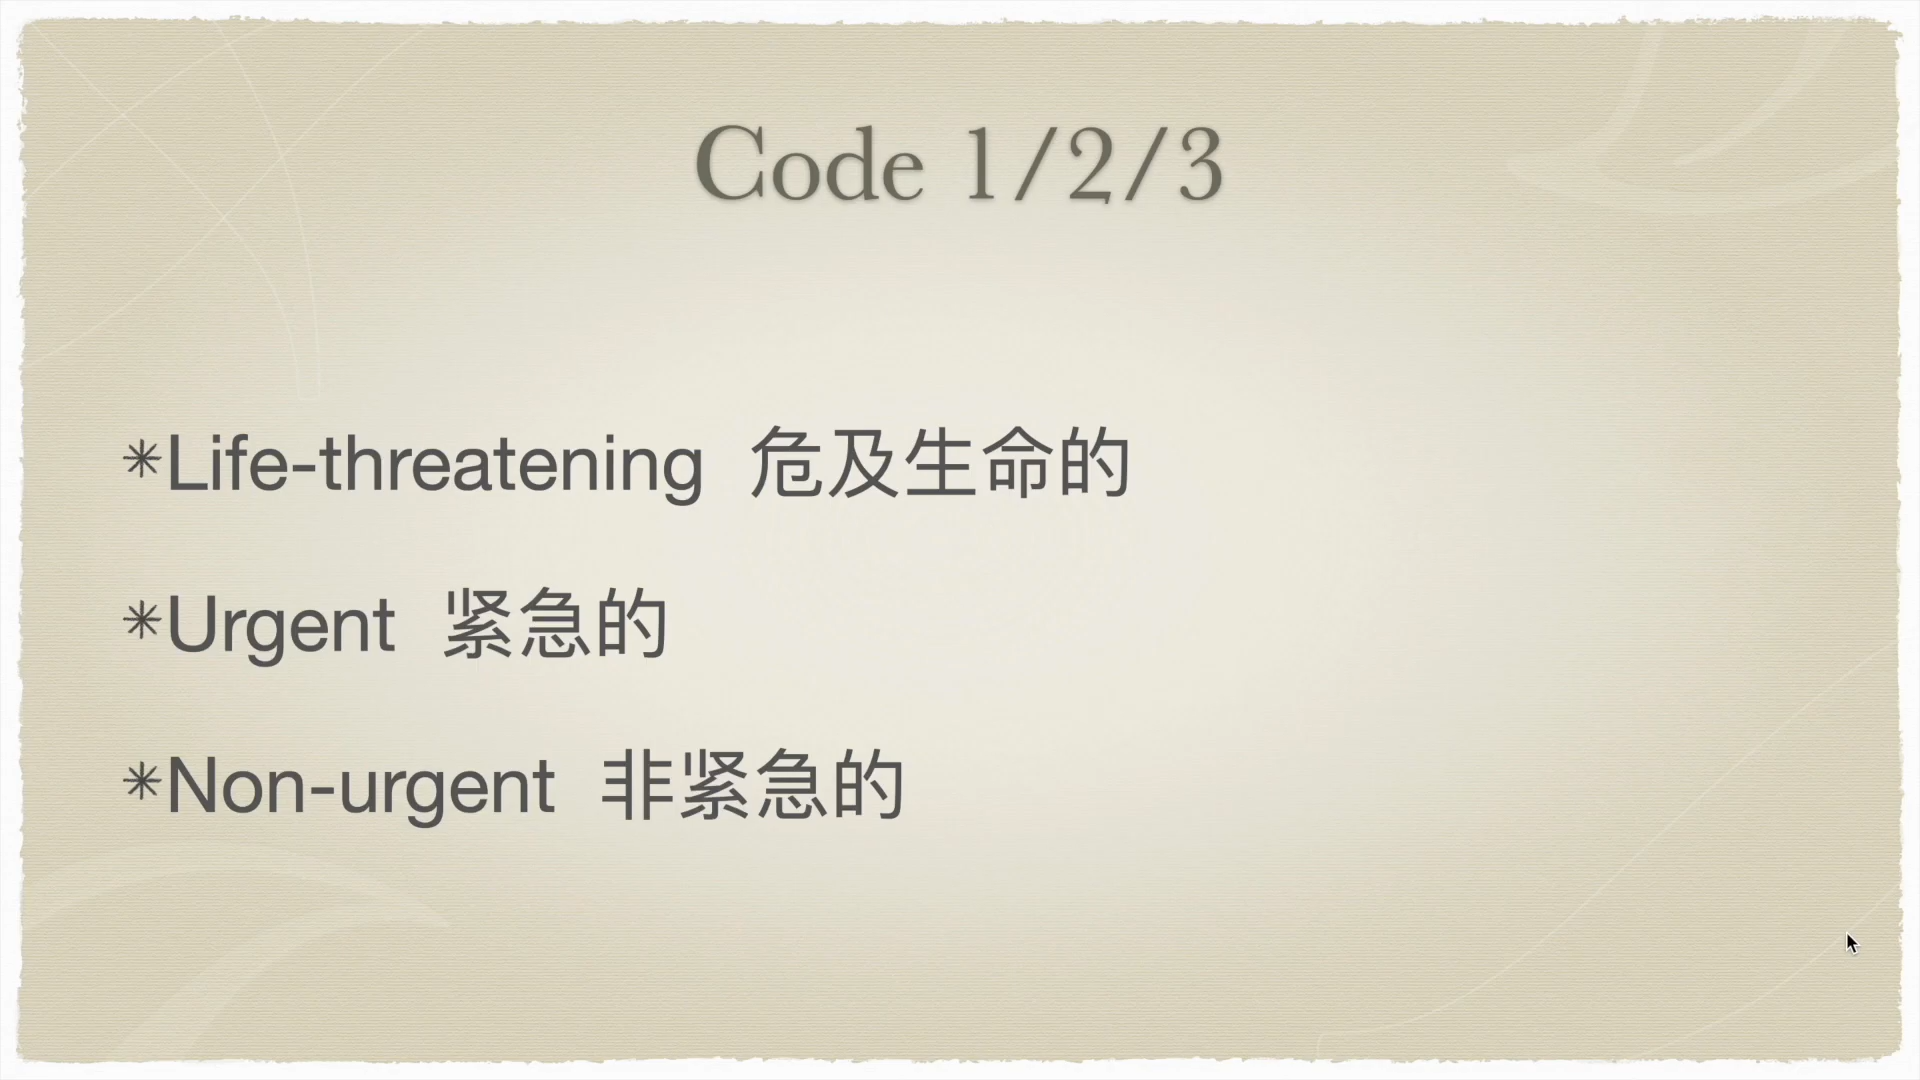 Code 1/2/3
Life-threatening 危及生命的
Urgent 紧急的
Non-urgent 非紧急的